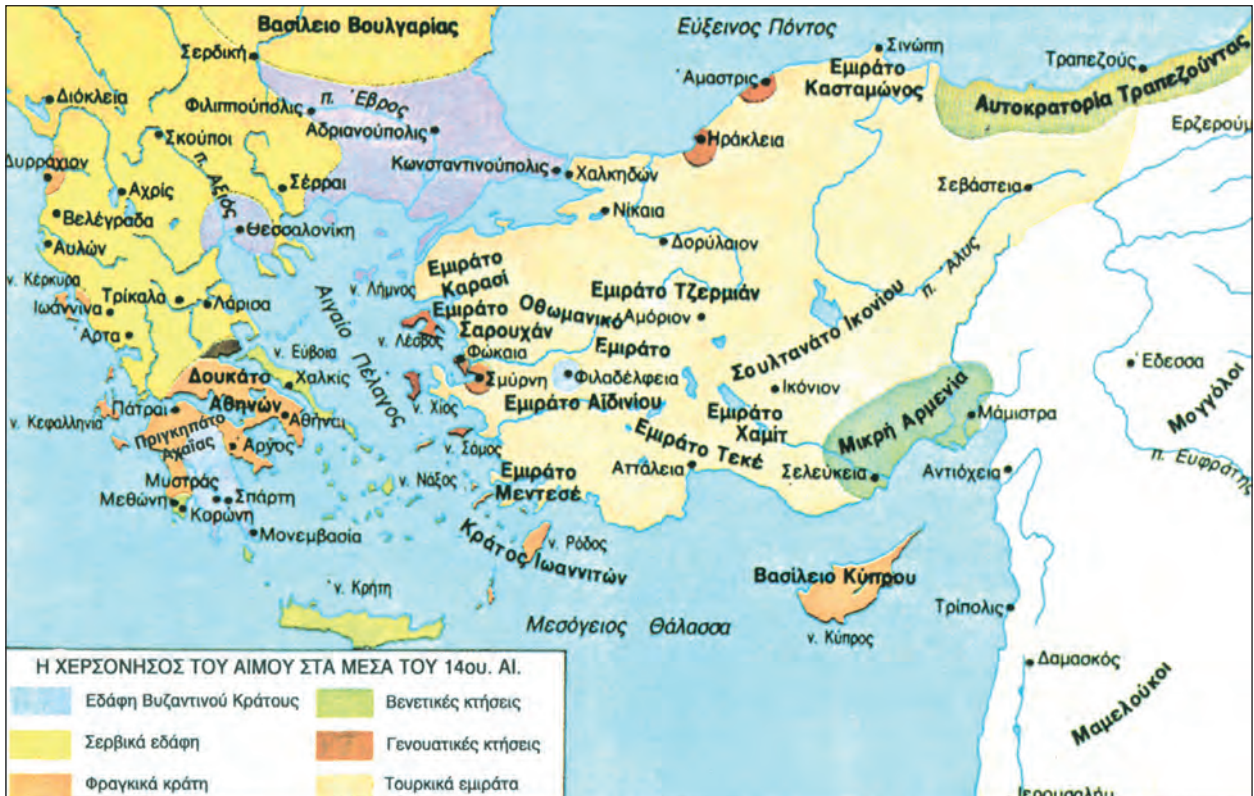 Βασίλειο Βουλγαρίας
Εύξεινος Πόντος
Σερδική
Σινώπη
Τραπεζούς
Εμιράτο
Κασταμώνος
Αυτοκρατορία Τραπεζούντας
Άμαστρις
Διόκλεια
Φιλιππούπολις
π. Έβρος
Αδριανούπολις
Ηράκλεια
Ερζερούμ
Σκούποι
π. Αξιός
Δυρράχιον
Κωνσταντινούπολις
Χαλκηδών
Αχρίς
Σέρραι
Σεβάστεια
Βελέγραδα
Νίκαια
Θεσσαλονίκη
Αυλών
Δορύλαιον
ν. Κέρκυρα
Εμιράτο
Καρασί
π. Άλυς
ν. Λήμνος
Τρίκαλα
Λάρισα
Ιωάννινα
Αιγαίο Πέλαγος
Εμιράτο Τζερμιάν
Οθωμανικό
Εμιράτο
Αμόριον
Εμιράτο
Σαρουχάν
Σουλτανάτο Ικονίου
Άρτα
ν. Λέσβος
ν. Εύβοια
Φώκαια
Έδεσσα
Δουκάτο
Αθηνών
Χαλκίς
Σμύρνη
Φιλαδέλφεια
Ικόνιον
Μογγόλοι
Πάτραι
Αθήναι
ν. Χίος
Εμιράτο Αϊδινίου
Εμιράτο
Χαμίτ
Μικρή Αρμενία
Μάμιστρα
ν. Κεφαλληνία
Πριγκηπάτο
Αχαΐας
Άργος
ν. Σάμος
Εμιράτο Τεκέ
π. Ευφράτης
Μυστράς
Σπάρτη
ν. Νάξος
Εμιράτο
Μεντεσέ
Αττάλεια
Σελεύκεια
Αντιόχεια
Μεθώνη
Κορώνη
Μονεμβασία
Κράτος Ιωαννιτών
ν. Ρόδος
Βασίλειο Κύπρου
ν. Κρήτη
Μεσόγειος Θάλασσα
ν. Κύπρος
Τρίπολις
Δαμασκός
Μαμελούκοι
Ιερουσαλήμ
Η ΧΕΡΣΟΝΗΣΟΣ ΤΟΥ ΑΙΜΟΥ ΣΤΑ ΜΕΣΑ ΤΟΥ 14ου. ΑΙ.
Εδάφη Βυζαντινού Κράτους
Βενετικές κτήσεις
Σερβικά εδάφη
Γενουατικές κτήσεις
Φραγκικά κράτη
Τουρκικά εμιράτα